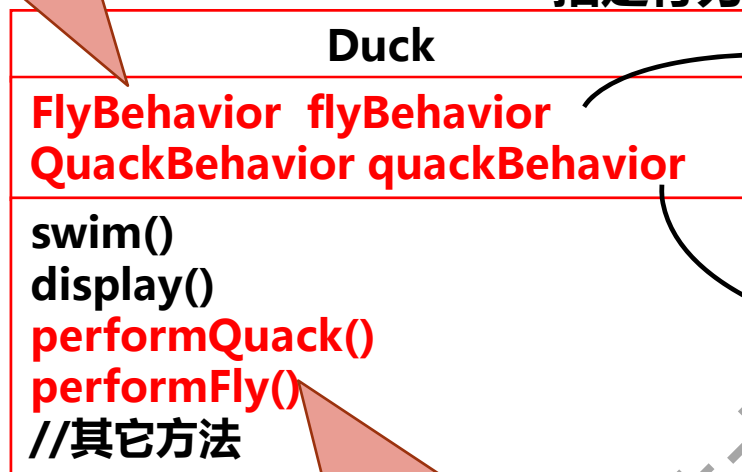 Duck
FlyBehavior flyBehavior
QuackBehavior quackBehavior
swim()
display()
performQuack()
performFly()
//其它方法